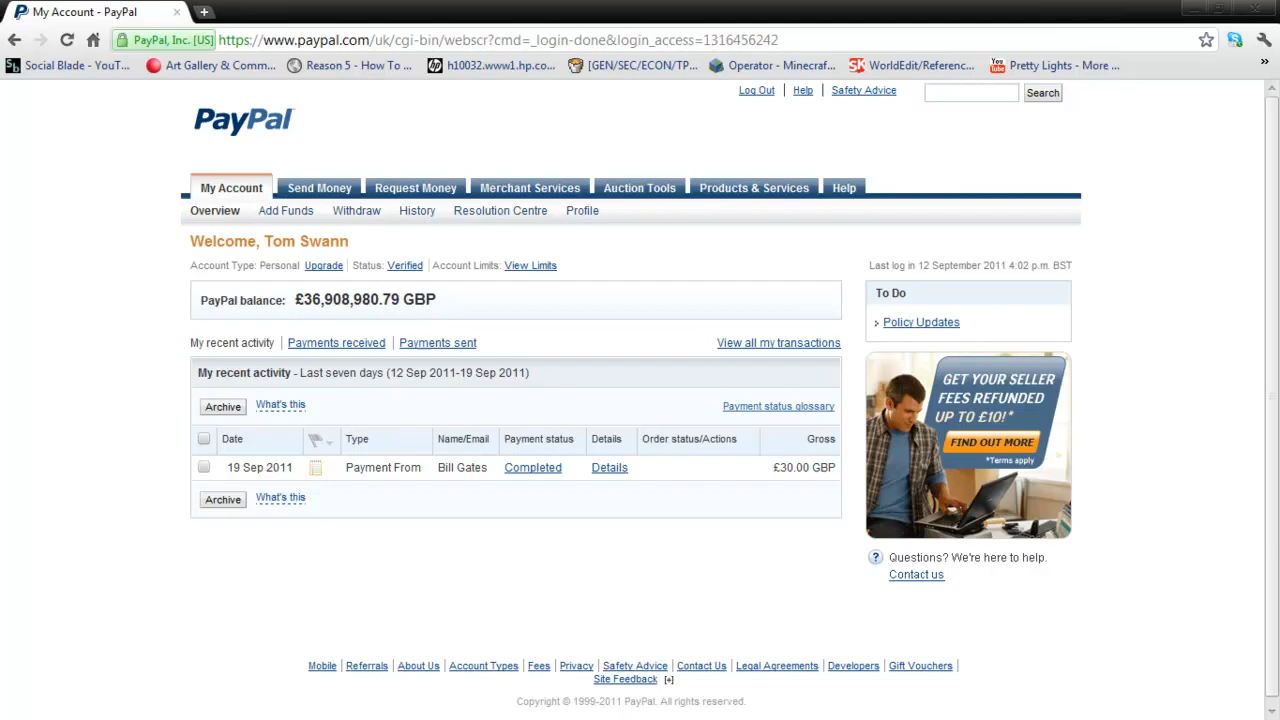 My Account - PayPal
PayPal, Inc. [US] https://www.paypal.com/uk/cgi-bin/webscr?cmd=_login-done&login_access=1316456242
Social Blade - YouT... Art Gallery & Comm... Reason 5 - How To ... h10032.www1.hp.co... [GEN/SEC/ECON/TP... Operator - Minecraf... WorldEdit/Referenc... Pretty Lights - More ...
Log Out Help Safety Advice Search
PayPal
My Account Send Money Request Money Merchant Services Auction Tools Products & Services Help
Overview Add Funds Withdraw History Resolution Centre Profile
Welcome, Tom Swann
Account Type: Personal Upgrade Status: Verified Account Limits: View Limits Last log in 12 September 2011 4:02 p.m. BST
PayPal balance: £36,908,980.79 GBP
To Do
Policy Updates
My recent activity Payments received Payments sent View all my transactions
My recent activity - Last seven days (12 Sep 2011-19 Sep 2011)
Archive What's this Payment status glossary
Date Type Name/Email Payment status Details Order status/Actions Gross
19 Sep 2011 Payment From Bill Gates Completed Details £30.00 GBP
Archive What's this
GET YOUR SELLER
FEES REFUNDED
UP TO £10!*
FIND OUT MORE
*Terms apply
Questions? We're here to help.
Contact us
Mobile Referrals About Us Account Types Fees Privacy Safety Advice Contact Us Legal Agreements Developers Gift Vouchers
Site Feedback [+]
Copyright © 1999-2011 PayPal. All rights reserved.